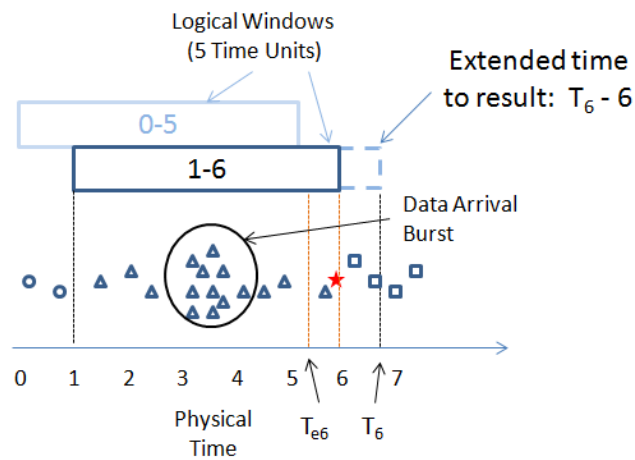 Logical Windows
(5 Time Units)
Extended time
to result: T6 - 6
0-5
1-6
Data Arrival
Burst
0 1 2 3 4 5 6 7
Physical
Time
Te6
T6